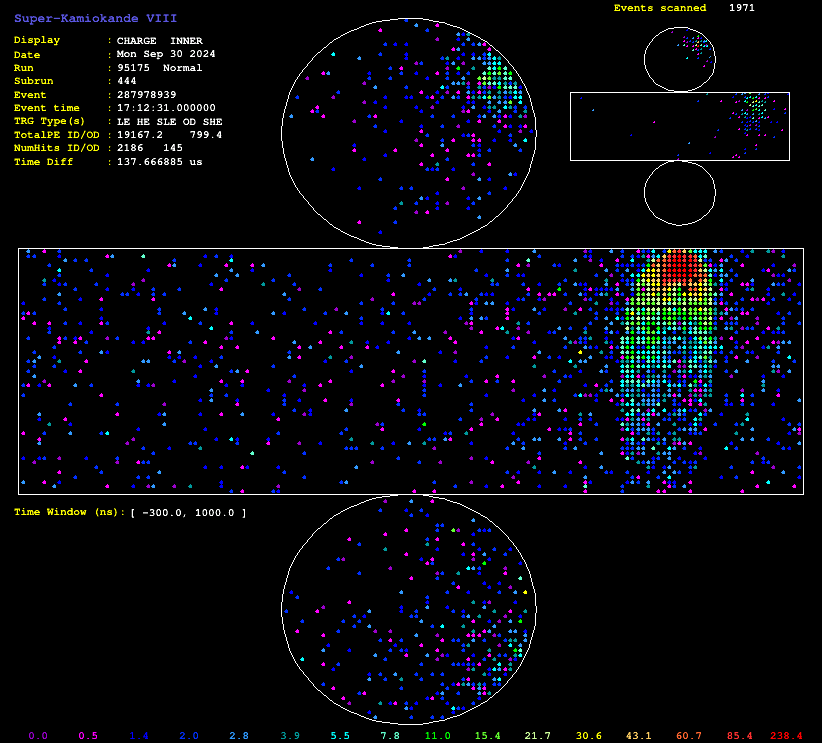 Super-Kamiokande VIII
Events scanned 1971
Display : CHARGE INNER
Date : Mon Sep 30 2024
Run : 95175 Normal
Subrun : 444
Event : 287978939
Event time : 17:12:31.000000
TRG Type(s) : LE HE SLE OD SHE
TotalPE ID/OD : 19167.2 799.4
NumHits ID/OD : 2186 145
Time Diff : 137.666885 us
Time Window (ns): [ -300.0, 1000.0 ]
0.0 0.5 1.4 2.0 2.8 3.9 5.5 7.8 11.0 15.4 21.7 30.6 43.1 60.7 85.4 238.4